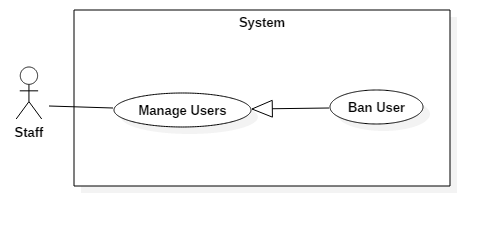 System
Manage Users
Ban User
Staff